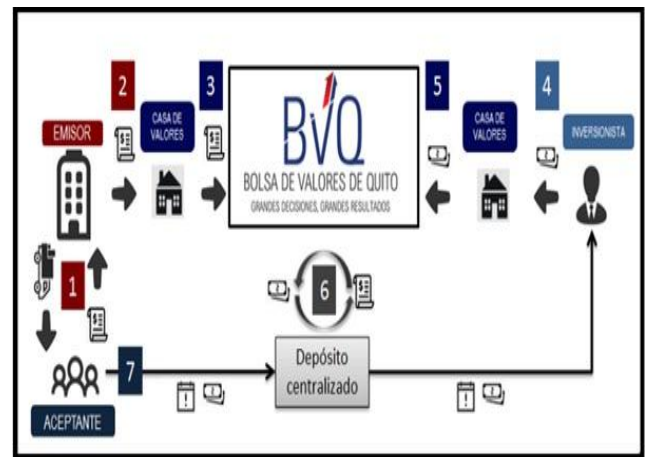 2
3
5
4
EMISOR
CASA DE
VALORES
BVQ
BOLSA DE VALORES DE QUITO
GRANDES DECISIONES, GRANDES RESULTADOS
CASA DE
VALORES
INVERSIONISTA
1
6
7
Depósito
centralizado
ACEPTANTE